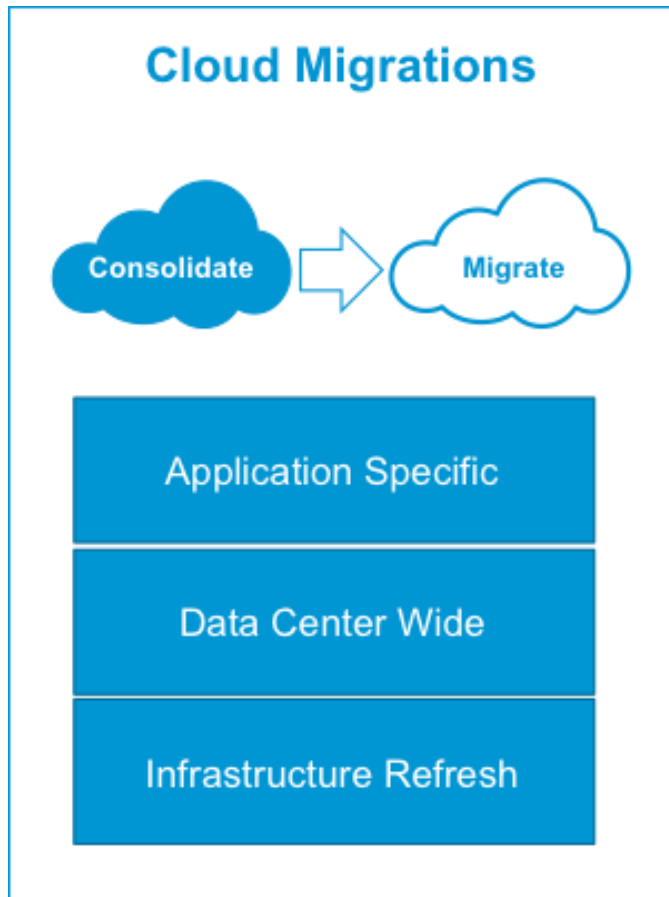 Cloud Migrations
Consolidate
Migrate
Application Specific
Data Center Wide
Infrastructure Refresh